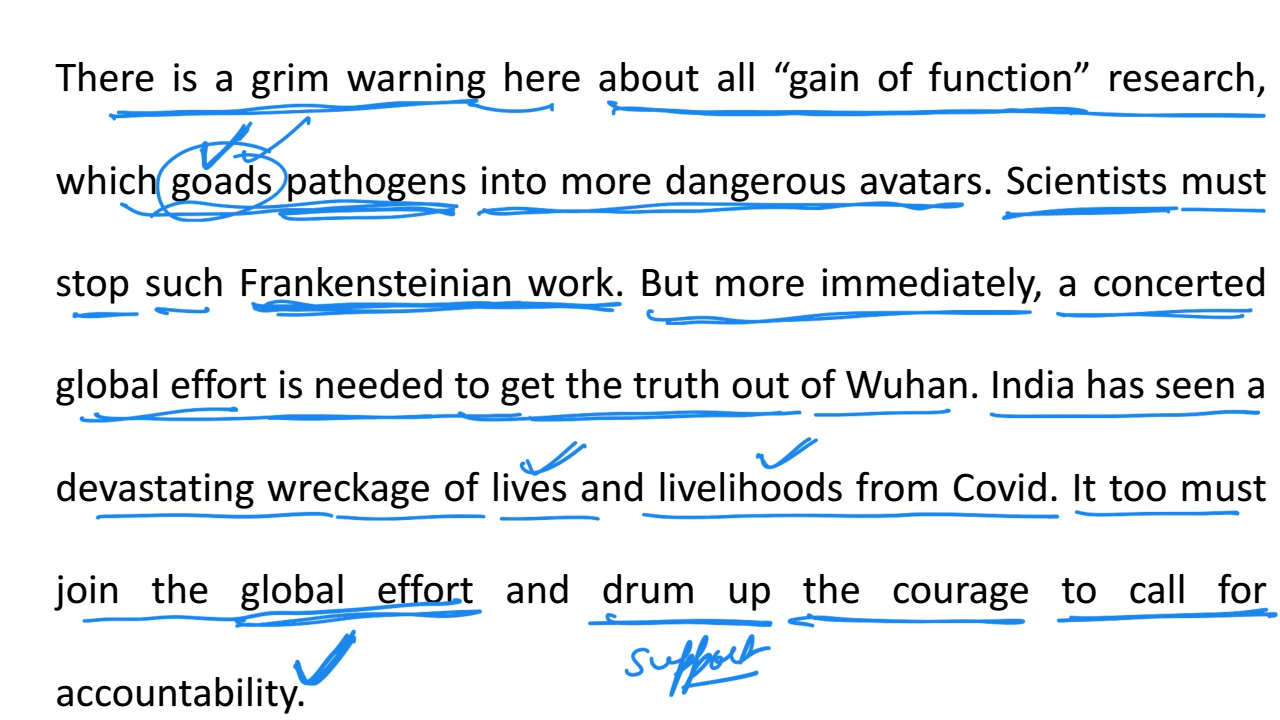 There is a grim warning here about all “gain of function” research,
which goads pathogens into more dangerous avatars. Scientists must
stop such Frankensteinian work. But more immediately, a concerted
global effort is needed to get the truth out of Wuhan. India has seen a
devastating wreckage of lives and livelihoods from Covid. It too must
join the global effort and drum up the courage to call for
support
accountability.